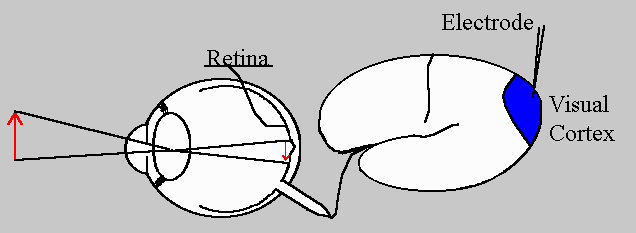 Electrode
Retina
Visual
Cortex